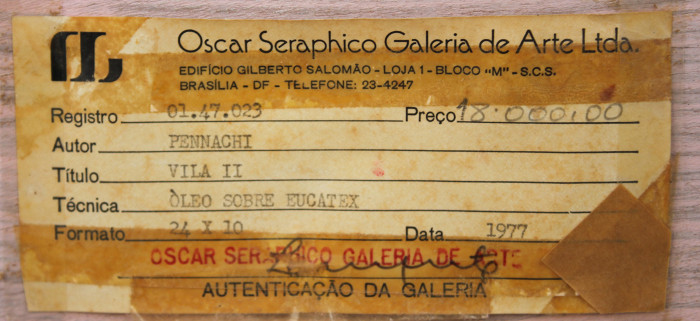 Oscar Seraphico Galeria de Arte Ltda.
EDIFÍCIO GILBERTO SALOMÃO - LOJA 1 - BLOCO "M" - S.C.S.
BRASÍLIA - DF - TELEFONE: 23-4247
Registro 01.47.023 Preço 18.000,00
Autor PENNACHI
Título VILA II
Técnica ÒLEO SOBRE EUCATEX
Formato 24 X 10 Data 1977
OSCAR SERAPHICO GALERIA DE ARTE
AUTENTICAÇÃO DA GALERIA